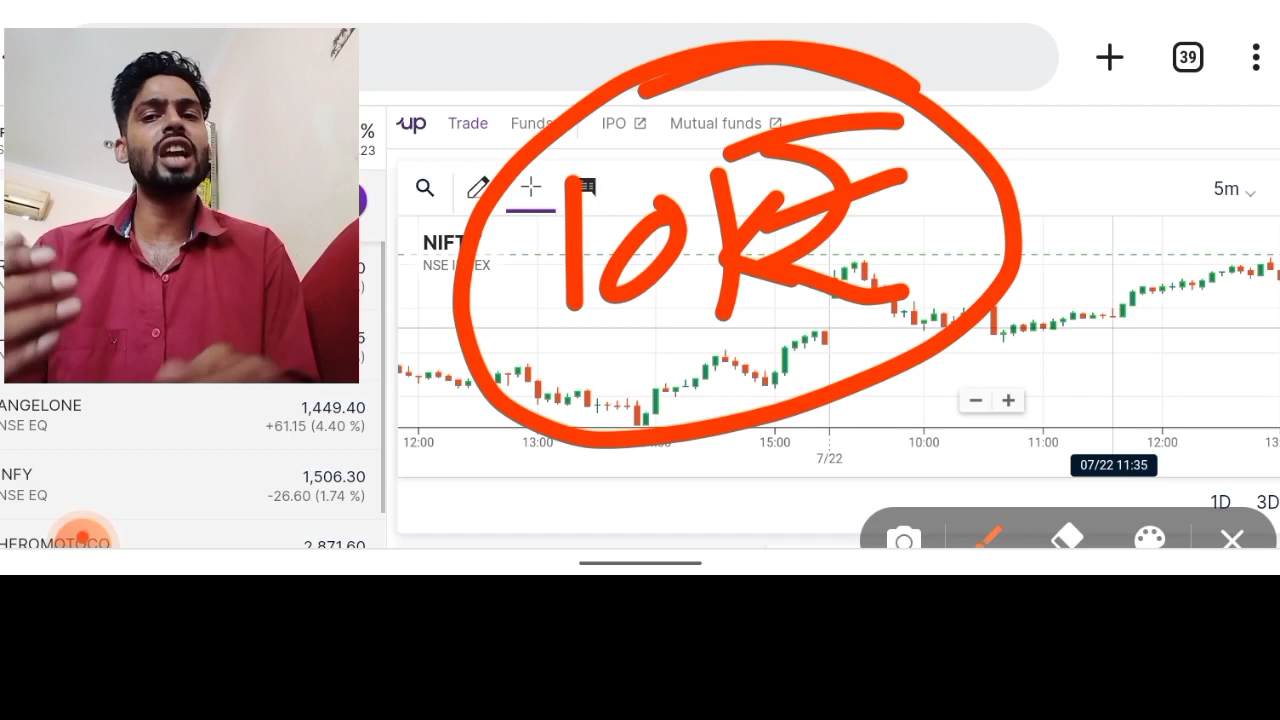 39
%
23
up Trade Funds IPO Mutual funds
5m
10K
NIFT
NSE INDEX
ANGELONE 1,449.40
NSE EQ +61.15 (4.40 %)
NFY 1,506.30
NSE EQ -26.60 (1.74 %)
HEROMOTOCO 2,871.60
12:00 13:00 15:00 10:00 11:00 12:00 13
7/22
07/22 11:35
1D 3D